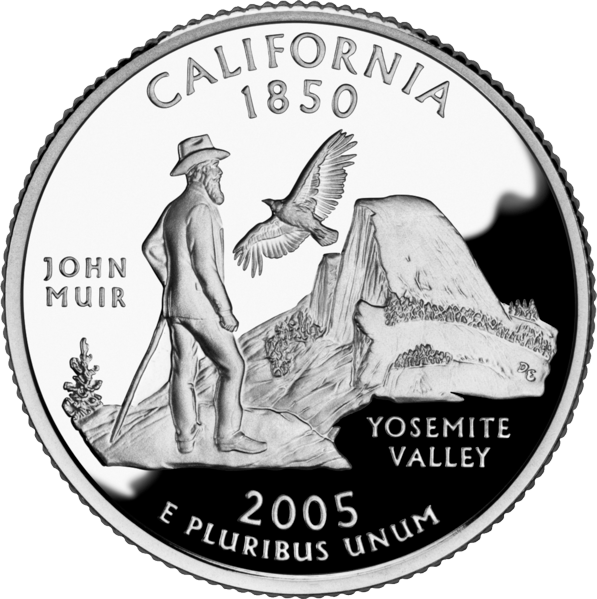 CALIFORNIA
1850
JOHN
MUIR
YOSEMITE
VALLEY
2005
E PLURIBUS UNUM